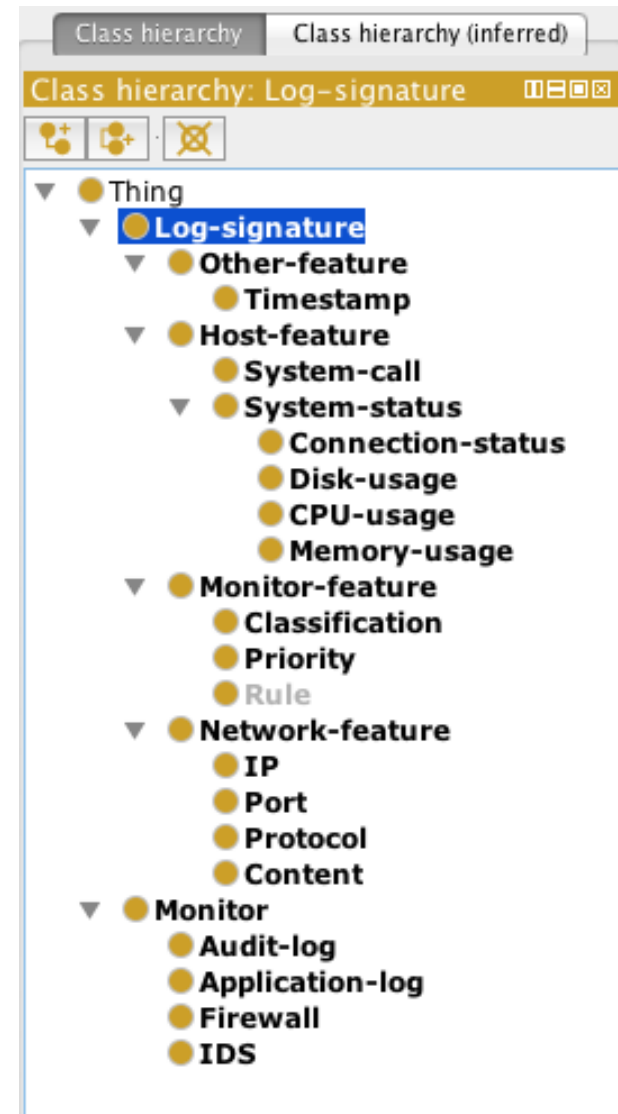 Class hierarchy Class hierarchy (inferred)
Class hierarchy: Log-signature
Thing
Log-signature
Other-feature
Timestamp
Host-feature
System-call
System-status
Connection-status
Disk-usage
CPU-usage
Memory-usage
Monitor-feature
Classification
Priority
Rule
Network-feature
IP
Port
Protocol
Content
Monitor
Audit-log
Application-log
Firewall
IDS